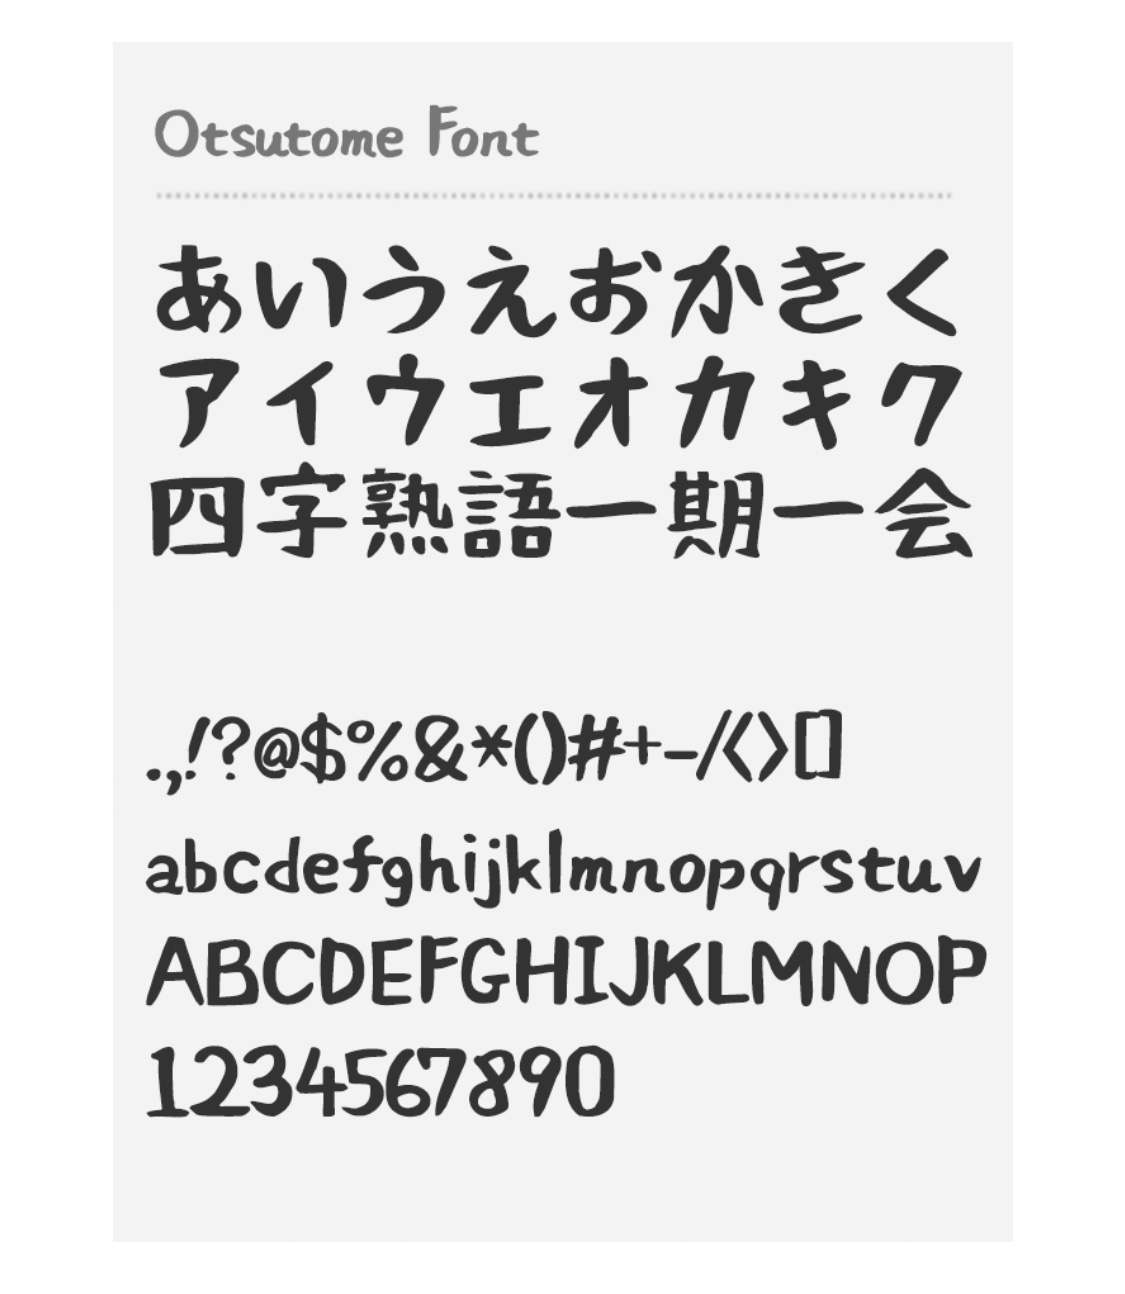 Otsutome Font
あいうえおかきく
アイウエオカキク
四字熟語一期一会
.,!?@$%&*()#+-/〈〉[]
abcdefghijklmnopqrstuv
ABCDEFGHIJKLMNOP
1234567890